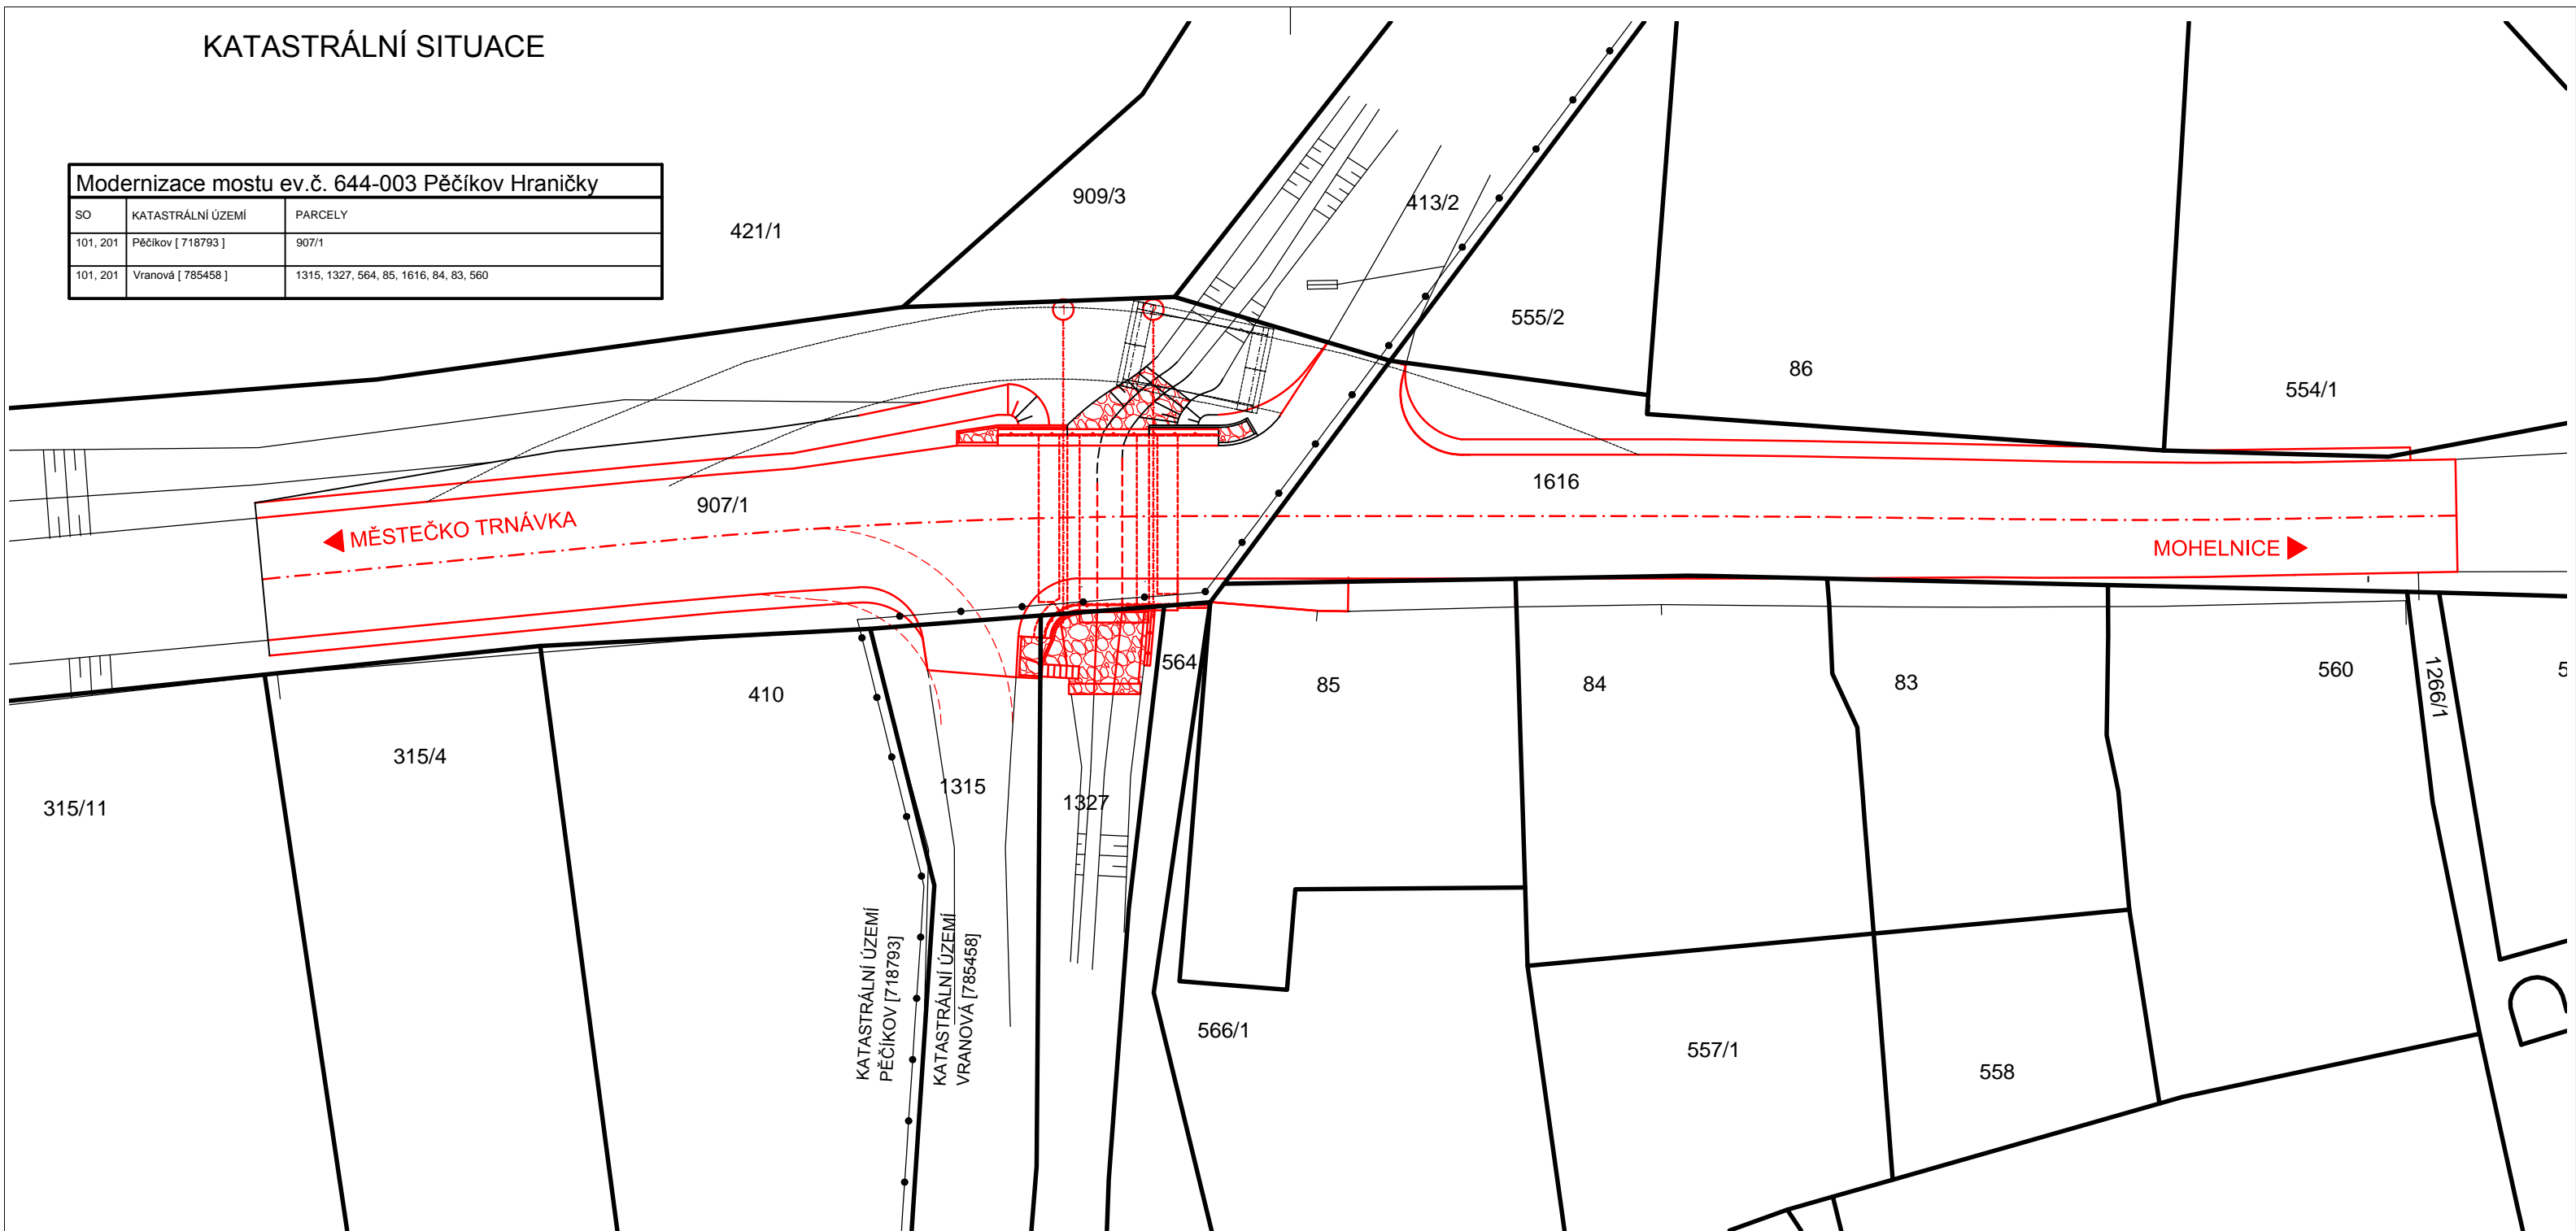 KATASTRÁLNÍ SITUACE
Modernizace mostu ev.č. 644-003 Pěčíkov Hraničky
SO KATASTRÁLNÍ ÚZEMÍ PARCELY
101, 201 Pěčíkov [ 718793 ] 907/1
101, 201 Vranová [ 785458 ] 1315, 1327, 564, 85, 1616, 84, 83, 560
421/1
909/3
413/2
555/2
86
554/1
907/1
1616
MĚSTEČKO TRNÁVKA
MOHELNICE
315/11
315/4
410
1315
1327
564
85
84
83
560
1266/1
5
KATASTRÁLNÍ ÚZEMÍ
PĚČÍKOV [718793]
KATASTRÁLNÍ ÚZEMÍ
VRANOVÁ [785458]
566/1
557/1
558